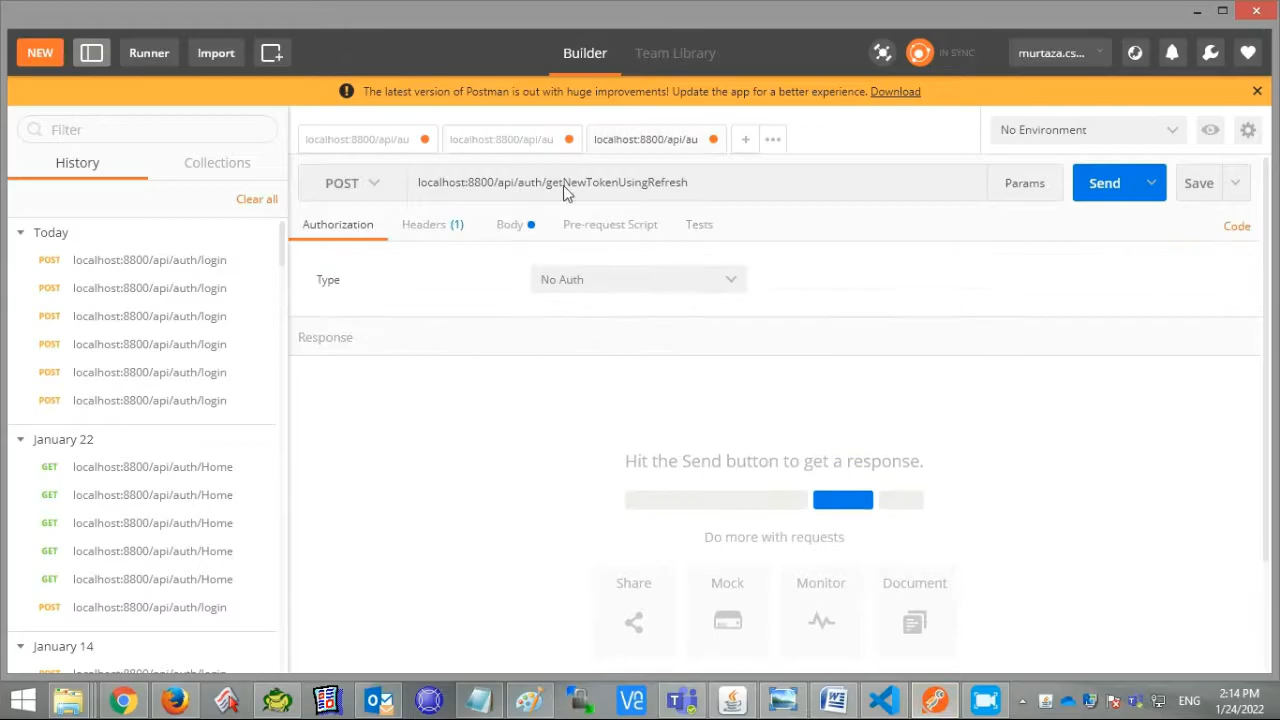 NEW
Runner
Import
Builder
Team Library
IN SYNC
murtaza.cs...
The latest version of Postman is out with huge improvements! Update the app for a better experience. Download
Filter
History
Collections
Clear all
Today
POST localhost:8800/api/auth/login
POST localhost:8800/api/auth/login
POST localhost:8800/api/auth/login
POST localhost:8800/api/auth/login
POST localhost:8800/api/auth/login
POST localhost:8800/api/auth/login
January 22
GET localhost:8800/api/auth/Home
GET localhost:8800/api/auth/Home
GET localhost:8800/api/auth/Home
GET localhost:8800/api/auth/Home
GET localhost:8800/api/auth/Home
POST localhost:8800/api/auth/login
January 14
localhost:8800/api/au
localhost:8800/api/au
localhost:8800/api/au
No Environment
POST
localhost:8800/api/auth/getNewTokenUsingRefresh
Params
Send
Save
Authorization
Headers (1)
Body
Pre-request Script
Tests
Code
Type
No Auth
Response
Hit the Send button to get a response.
Do more with requests
Share
Mock
Monitor
Document
ENG
2:14 PM
1/24/2022